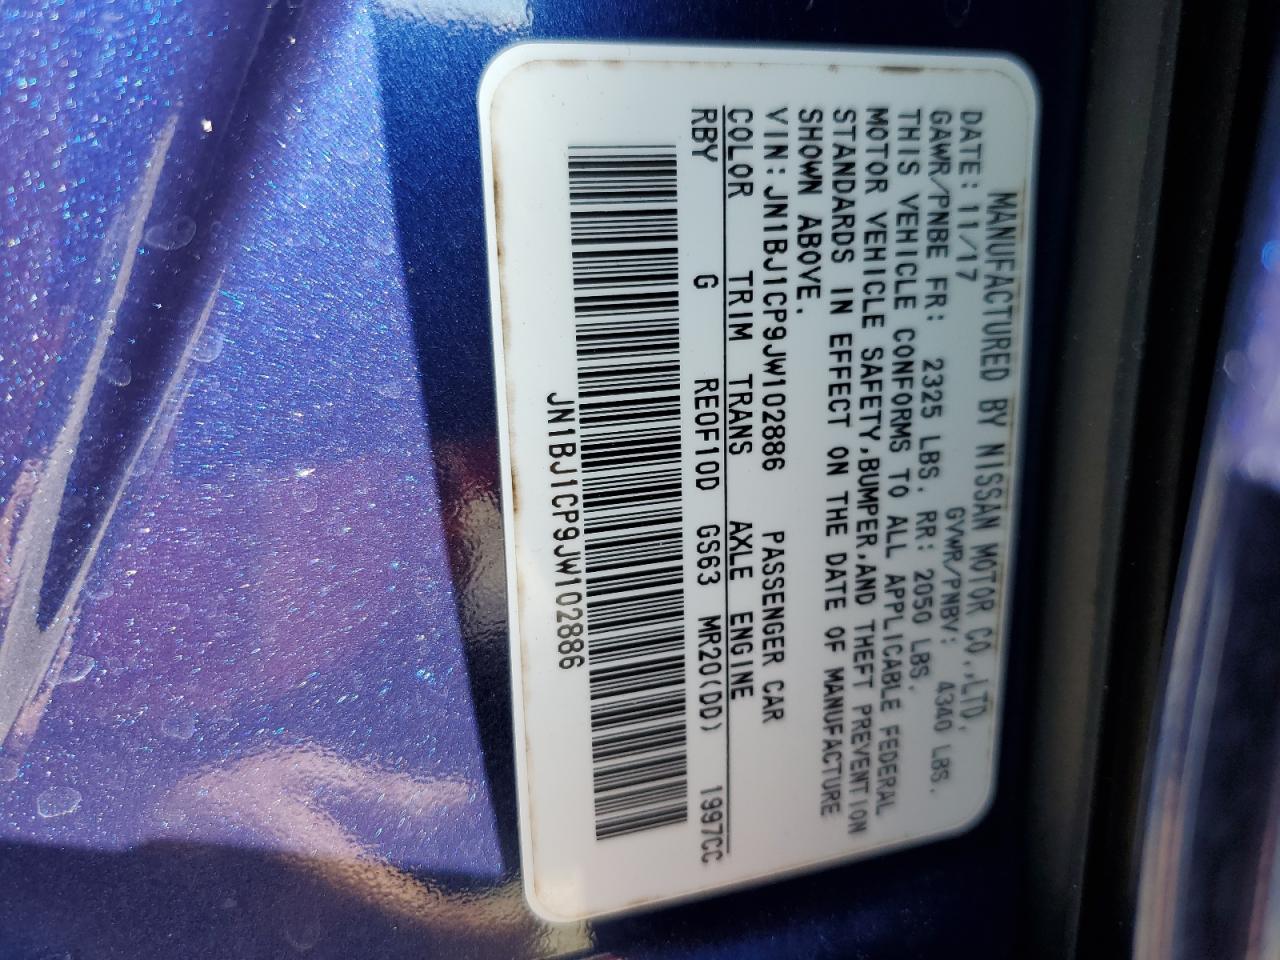 MANUFACTURED BY NISSAN MOTOR CO.,LTD.
DATE: 11/17 GVWR/PNBV: 4340 LBS.
GAWR/PNBE FR: 2325 LBS. RR: 2050 LBS.
THIS VEHICLE CONFORMS TO ALL APPLICABLE FEDERAL
MOTOR VEHICLE SAFETY,BUMPER,AND THEFT PREVENTION
STANDARDS IN EFFECT ON THE DATE OF MANUFACTURE
SHOWN ABOVE.
VIN:JN1BJ1CP9JW102886 PASSENGER CAR
COLOR TRIM TRANS AXLE ENGINE
RBY G RE0F10D GS63 MR20(DD) 1997CC
JN1BJ1CP9JW102886